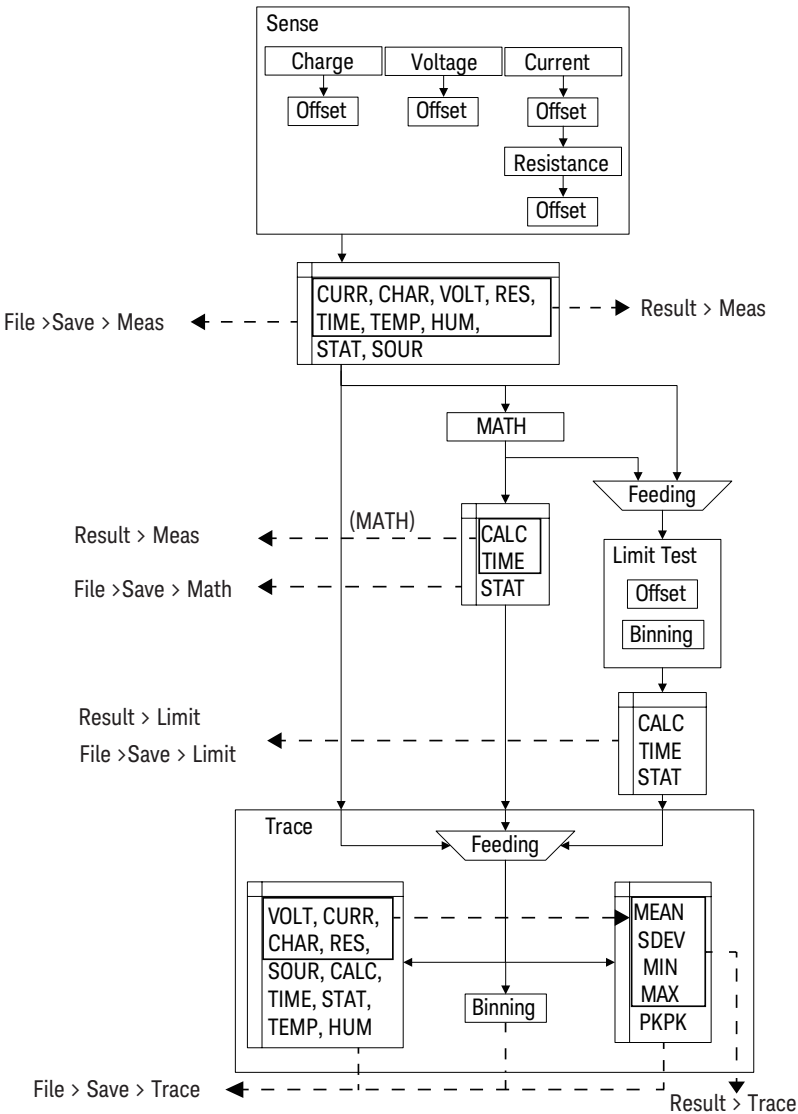 Sense
Charge
Voltage
Current
Offset
Offset
Offset
Resistance
Offset
CURR, CHAR, VOLT, RES,
TIME, TEMP, HUM,
STAT, SOUR
File >Save > Meas
Result > Meas
MATH
Feeding
(MATH)
Result > Meas
File >Save > Math
CALC
TIME
STAT
Limit Test
Offset
Binning
Result > Limit
File >Save > Limit
CALC
TIME
STAT
Trace
Feeding
VOLT, CURR,
CHAR, RES,
SOUR, CALC,
TIME, STAT,
TEMP, HUM
Binning
MEAN
SDEV
MIN
MAX
PKPK
File > Save > Trace
Result > Trace